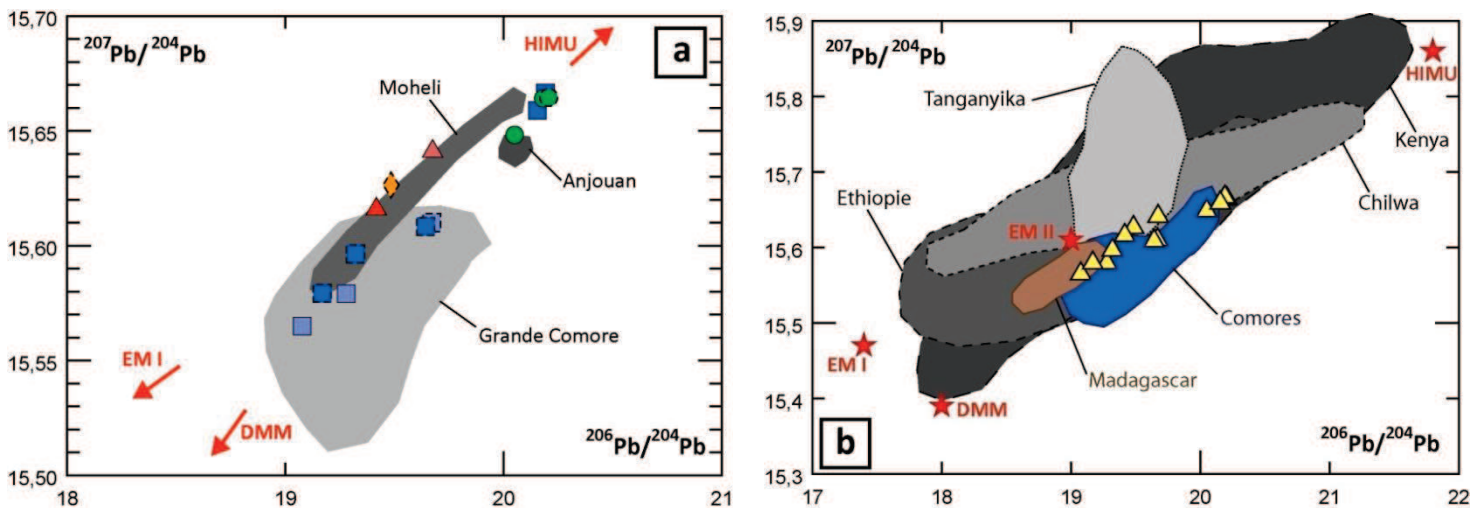 15,70
15,65
15,60
15,55
15,50
18
19
20
21
²⁰⁷Pb/²⁰⁴Pb
HIMU
a
Moheli
Anjouan
Grande Comore
EM I
DMM
²⁰⁶Pb/²⁰⁴Pb
15,9
15,8
15,7
15,6
15,5
15,4
15,3
17
18
19
20
21
22
²⁰⁷Pb/²⁰⁴Pb
HIMU
Tanganyika
Kenya
Ethiopie
Chilwa
EM II
Comores
EM I
Madagascar
DMM
b
²⁰⁶Pb/²⁰⁴Pb